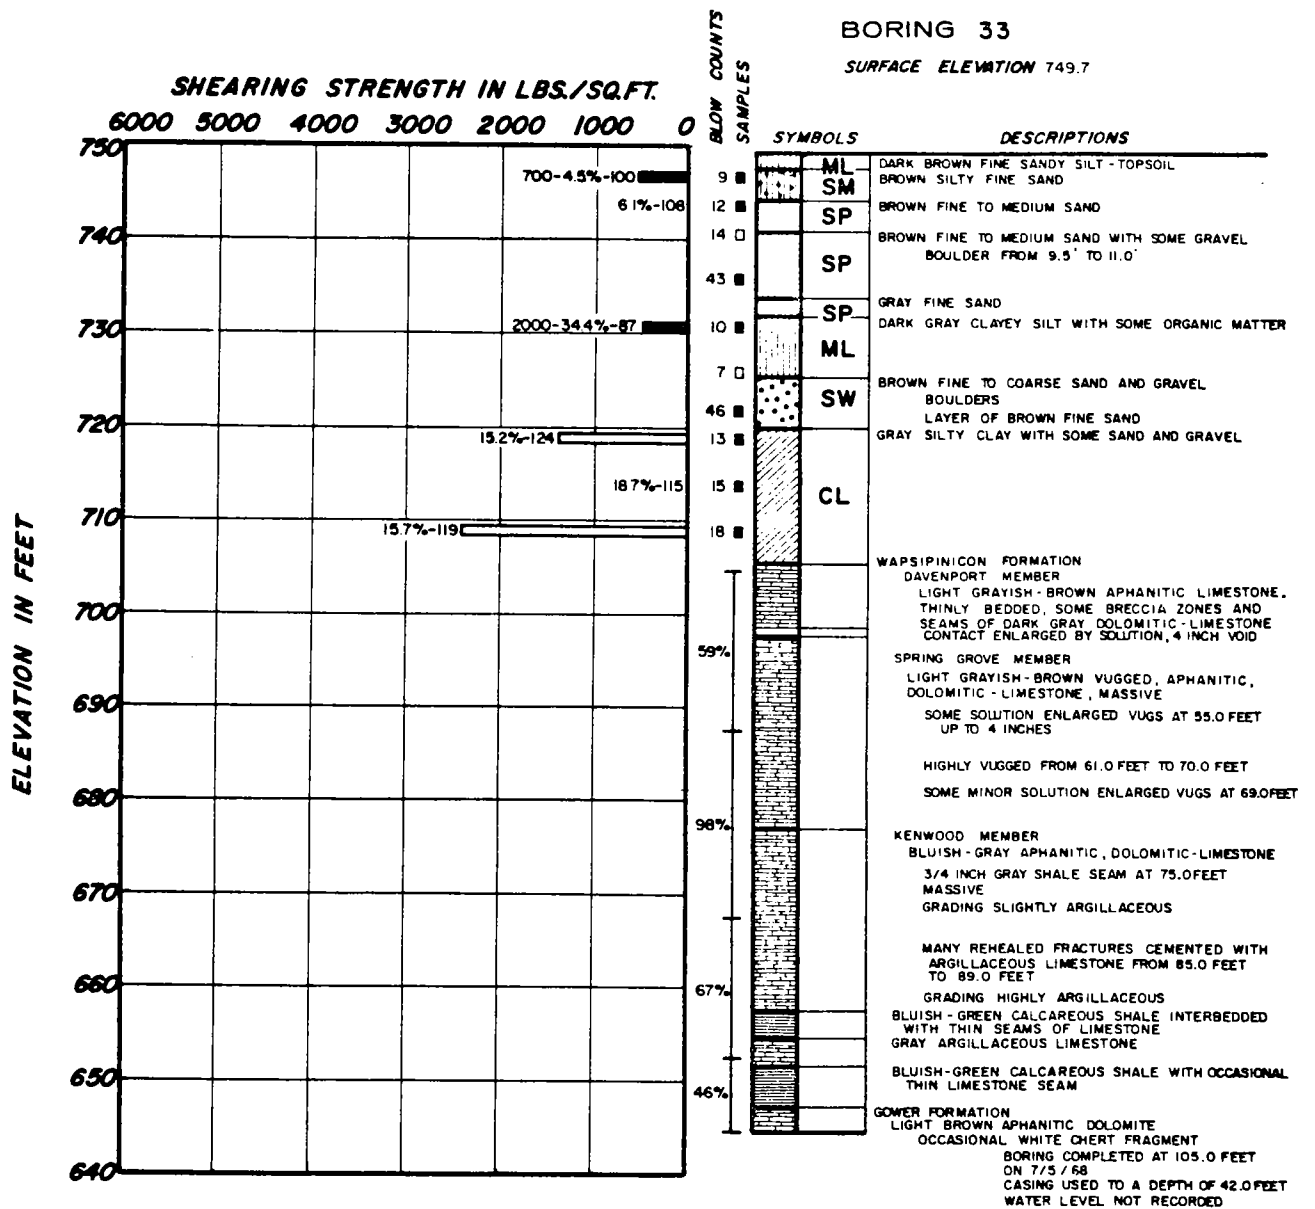 BORING 33
SURFACE ELEVATION 749.7
SHEARING STRENGTH IN LBS./SQ.FT.
6000 5000 4000 3000 2000 1000 0
BLOW COUNTS
SAMPLES
SYMBOLS
DESCRIPTIONS
ELEVATION IN FEET
750
740
730
720
710
700
690
680
670
660
650
640
700-4.5%-100
6.1%-108
2000-34.4%-87
15.2%-124
18.7%-115
15.7%-119
9
12
14
43
10
7
46
13
15
18
59%
98%
67%
46%
ML
SM
SP
SP
SP
ML
SW
CL
DARK BROWN FINE SANDY SILT - TOPSOIL
BROWN SILTY FINE SAND
BROWN FINE TO MEDIUM SAND
BROWN FINE TO MEDIUM SAND WITH SOME GRAVEL
BOULDER FROM 9.5' TO 11.0'
GRAY FINE SAND
DARK GRAY CLAYEY SILT WITH SOME ORGANIC MATTER
BROWN FINE TO COARSE SAND AND GRAVEL
BOULDERS
LAYER OF BROWN FINE SAND
GRAY SILTY CLAY WITH SOME SAND AND GRAVEL
WAPSIPINICON FORMATION
DAVENPORT MEMBER
LIGHT GRAYISH-BROWN APHANITIC LIMESTONE,
THINLY BEDDED, SOME BRECCIA ZONES AND
SEAMS OF DARK GRAY DOLOMITIC-LIMESTONE
CONTACT ENLARGED BY SOLUTION, 4 INCH VOID
SPRING GROVE MEMBER
LIGHT GRAYISH-BROWN VUGGED, APHANITIC,
DOLOMITIC-LIMESTONE, MASSIVE
SOME SOLUTION ENLARGED VUGS AT 55.0 FEET
UP TO 4 INCHES
HIGHLY VUGGED FROM 61.0 FEET TO 70.0 FEET
SOME MINOR SOLUTION ENLARGED VUGS AT 69.0 FEET
KENWOOD MEMBER
BLUISH-GRAY APHANITIC, DOLOMITIC-LIMESTONE
3/4 INCH GRAY SHALE SEAM AT 75.0 FEET
MASSIVE
GRADING SLIGHTLY ARGILLACEOUS
MANY REHEALED FRACTURES CEMENTED WITH
ARGILLACEOUS LIMESTONE FROM 85.0 FEET
TO 89.0 FEET
GRADING HIGHLY ARGILLACEOUS
BLUISH-GREEN CALCAREOUS SHALE INTERBEDDED
WITH THIN SEAMS OF LIMESTONE
GRAY ARGILLACEOUS LIMESTONE
BLUISH-GREEN CALCAREOUS SHALE WITH OCCASIONAL
THIN LIMESTONE SEAM
GOWER FORMATION
LIGHT BROWN APHANITIC DOLOMITE
OCCASIONAL WHITE CHERT FRAGMENT
BORING COMPLETED AT 105.0 FEET
ON 7/5/68
CASING USED TO A DEPTH OF 42.0 FEET
WATER LEVEL NOT RECORDED